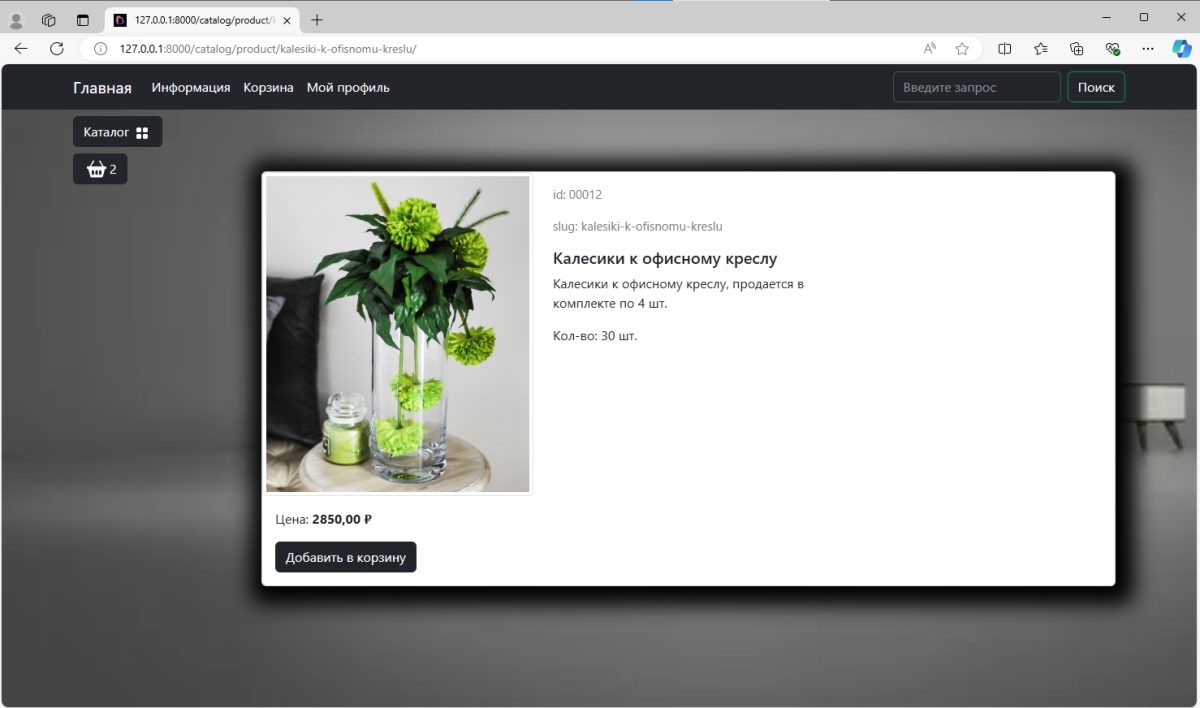 127.0.0.1:8000/catalog/product/
127.0.0.1:8000/catalog/product/kalesiki-k-ofisnomu-kreslu/
Главная Информация Корзина Мой профиль Введите запрос Поиск
Каталог
2
id: 00012
slug: kalesiki-k-ofisnomu-kreslu
Калесики к офисному креслу
Калесики к офисному креслу, продается в
комплекте по 4 шт.
Кол-во: 30 шт.
Цена: 2850,00 ₽
Добавить в корзину